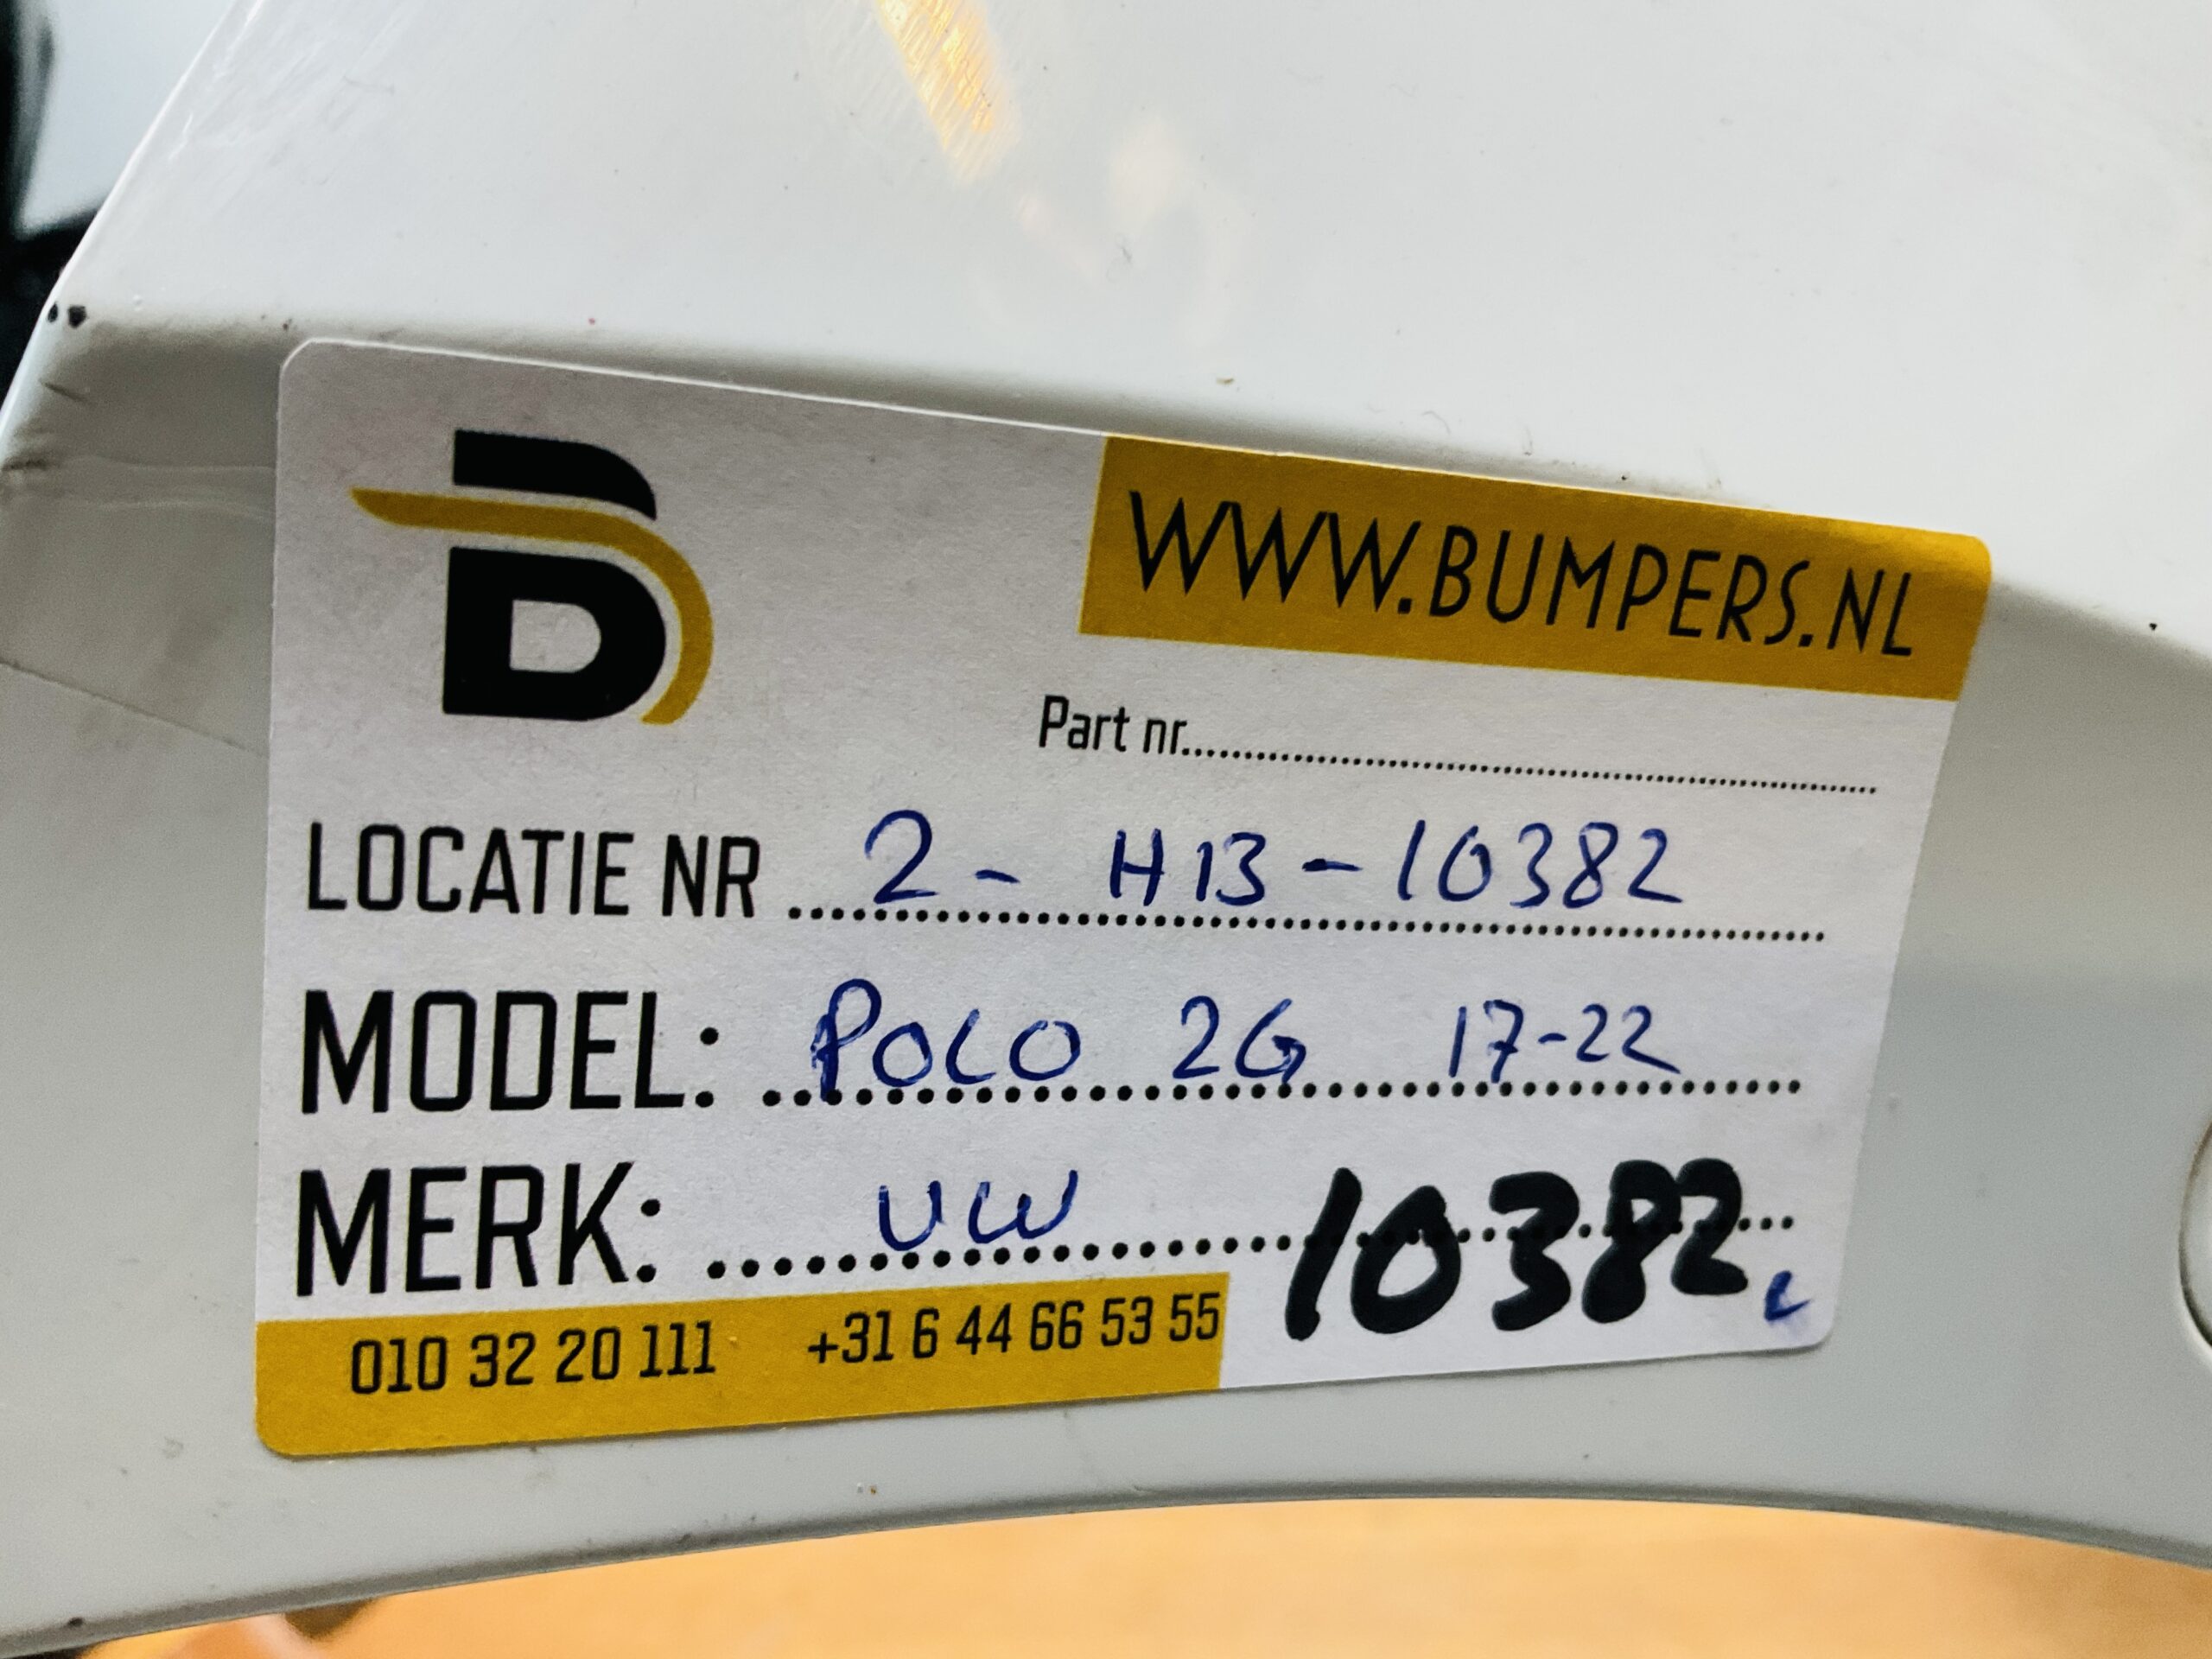 B
WWW.BUMPERS.NL
Part nr.......................................................
LOCATIE NR ... 2 - H13 - 10382
MODEL: ... POLO 2G 17-22
MERK: ... VW 10382
010 32 20 111 +31 6 44 66 53 55